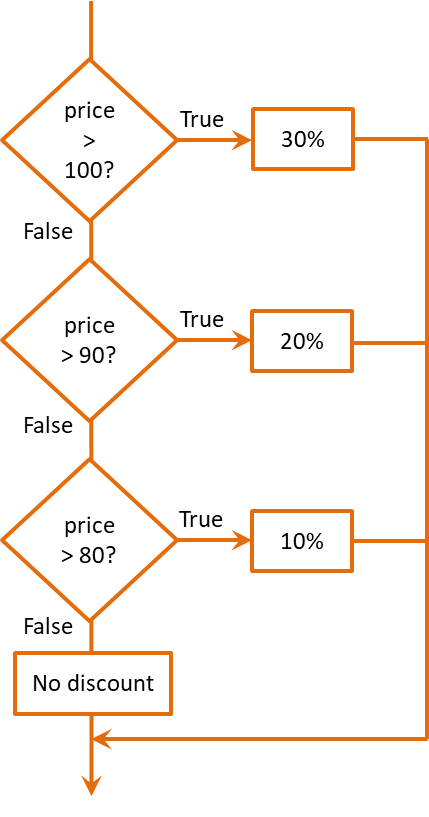 price
>
100?
True
30%
False
price
> 90?
True
20%
False
price
> 80?
True
10%
False
No discount